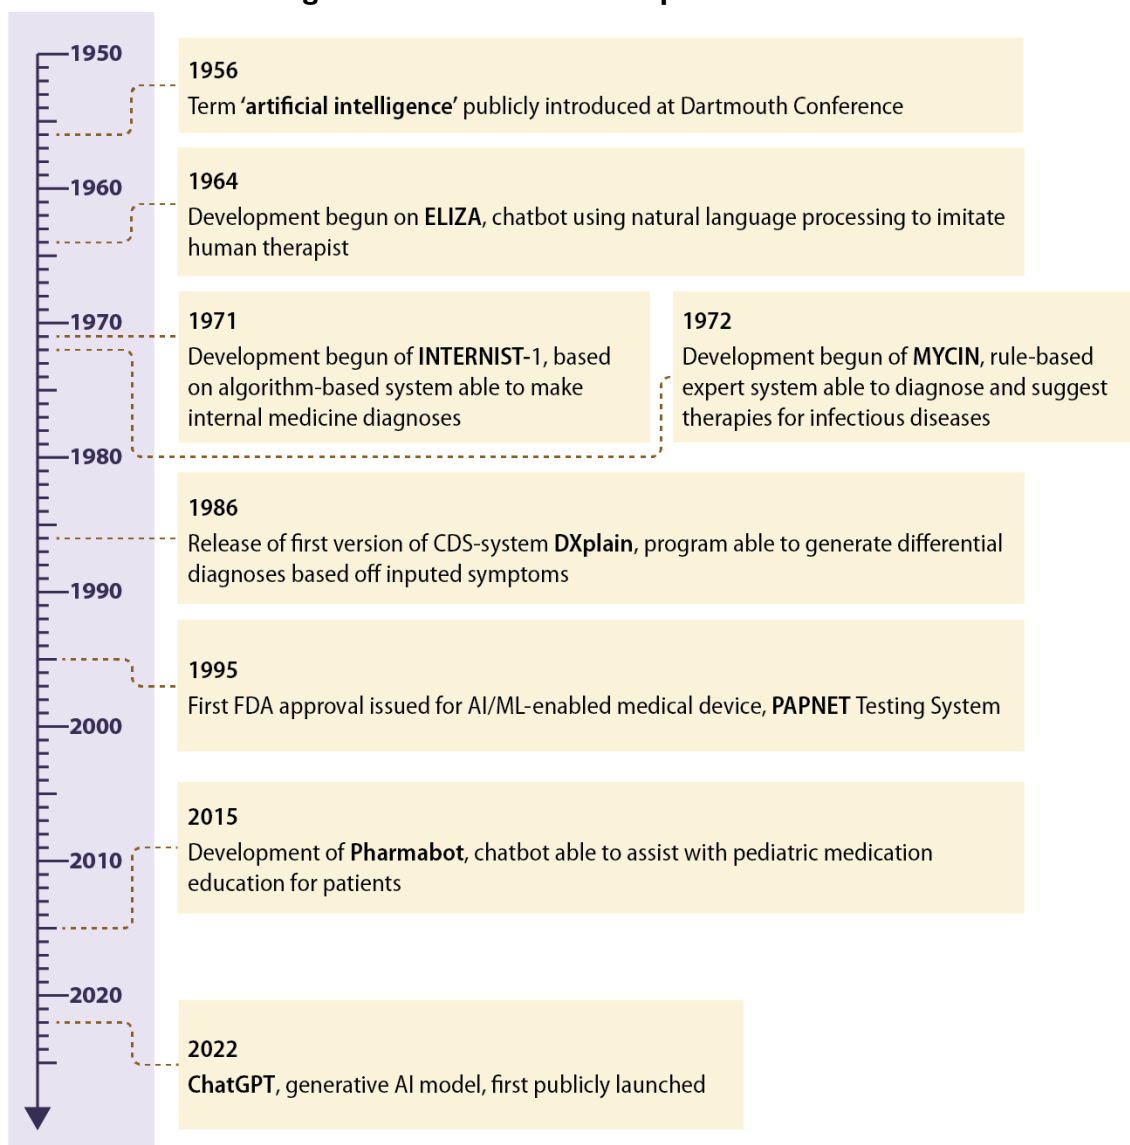 1950
1956
Term ‘artificial intelligence’ publicly introduced at Dartmouth Conference
1960
1964
Development begun on ELIZA, chatbot using natural language processing to imitate
human therapist
1970
1971
Development begun of INTERNIST-1, based
on algorithm-based system able to make
internal medicine diagnoses
1972
Development begun of MYCIN, rule-based
expert system able to diagnose and suggest
therapies for infectious diseases
1980
1986
Release of first version of CDS-system DXplain, program able to generate differential
diagnoses based off inputed symptoms
1990
1995
First FDA approval issued for AI/ML-enabled medical device, PAPNET Testing System
2000
2015
Development of Pharmabot, chatbot able to assist with pediatric medication
education for patients
2010
2020
2022
ChatGPT, generative AI model, first publicly launched